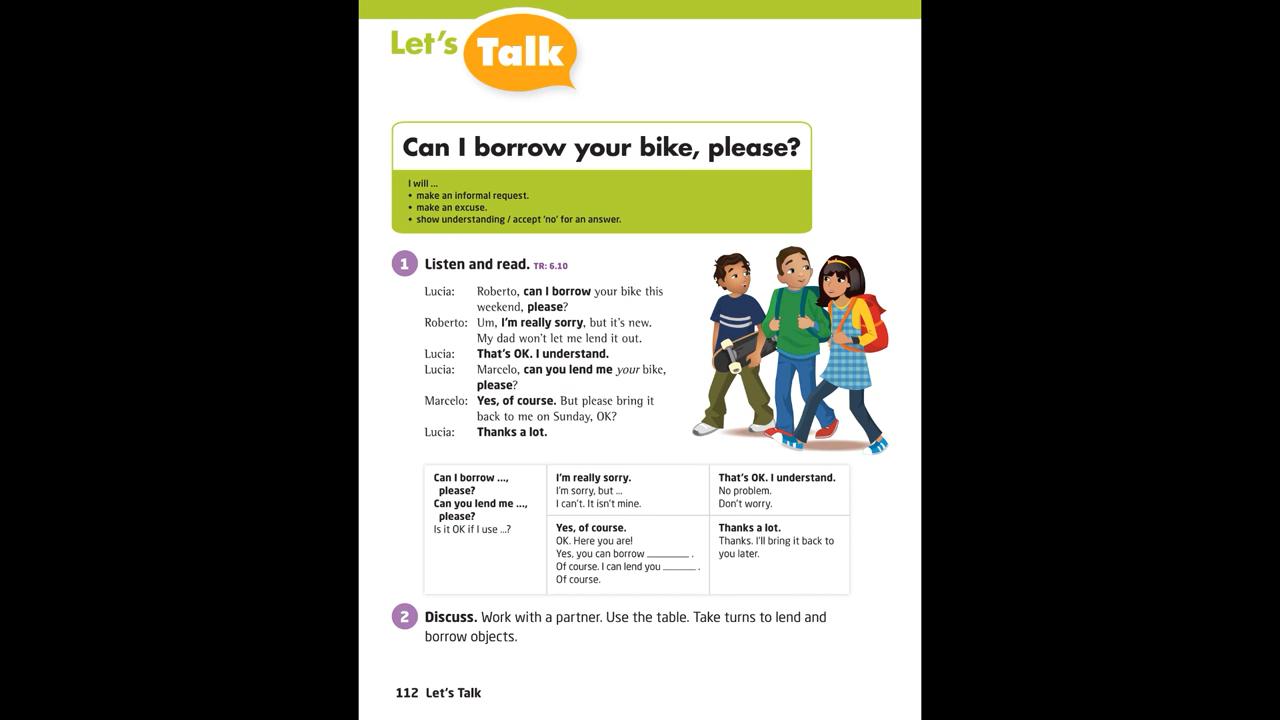 Let's Talk
Can I borrow your bike, please?
I will ...
• make an informal request.
• make an excuse.
• show understanding / accept 'no' for an answer.
1 Listen and read. TR: 6.10
Lucia: Roberto, can I borrow your bike this
weekend, please?
Roberto: Um, I'm really sorry, but it's new.
My dad won't let me lend it out.
Lucia: That's OK. I understand.
Lucia: Marcelo, can you lend me your bike,
please?
Marcelo: Yes, of course. But please bring it
back to me on Sunday, OK?
Lucia: Thanks a lot.
Can I borrow ...,
please?
Can you lend me ...,
please?
Is it OK if I use ...?
I'm really sorry.
I'm sorry, but ...
I can't. It isn't mine.
That's OK. I understand.
No problem.
Don't worry.
Yes, of course.
OK. Here you are!
Yes, you can borrow ________ .
Of course. I can lend you ______ .
Of course.
Thanks a lot.
Thanks. I'll bring it back to
you later.
2 Discuss. Work with a partner. Use the table. Take turns to lend and
borrow objects.
112 Let's Talk